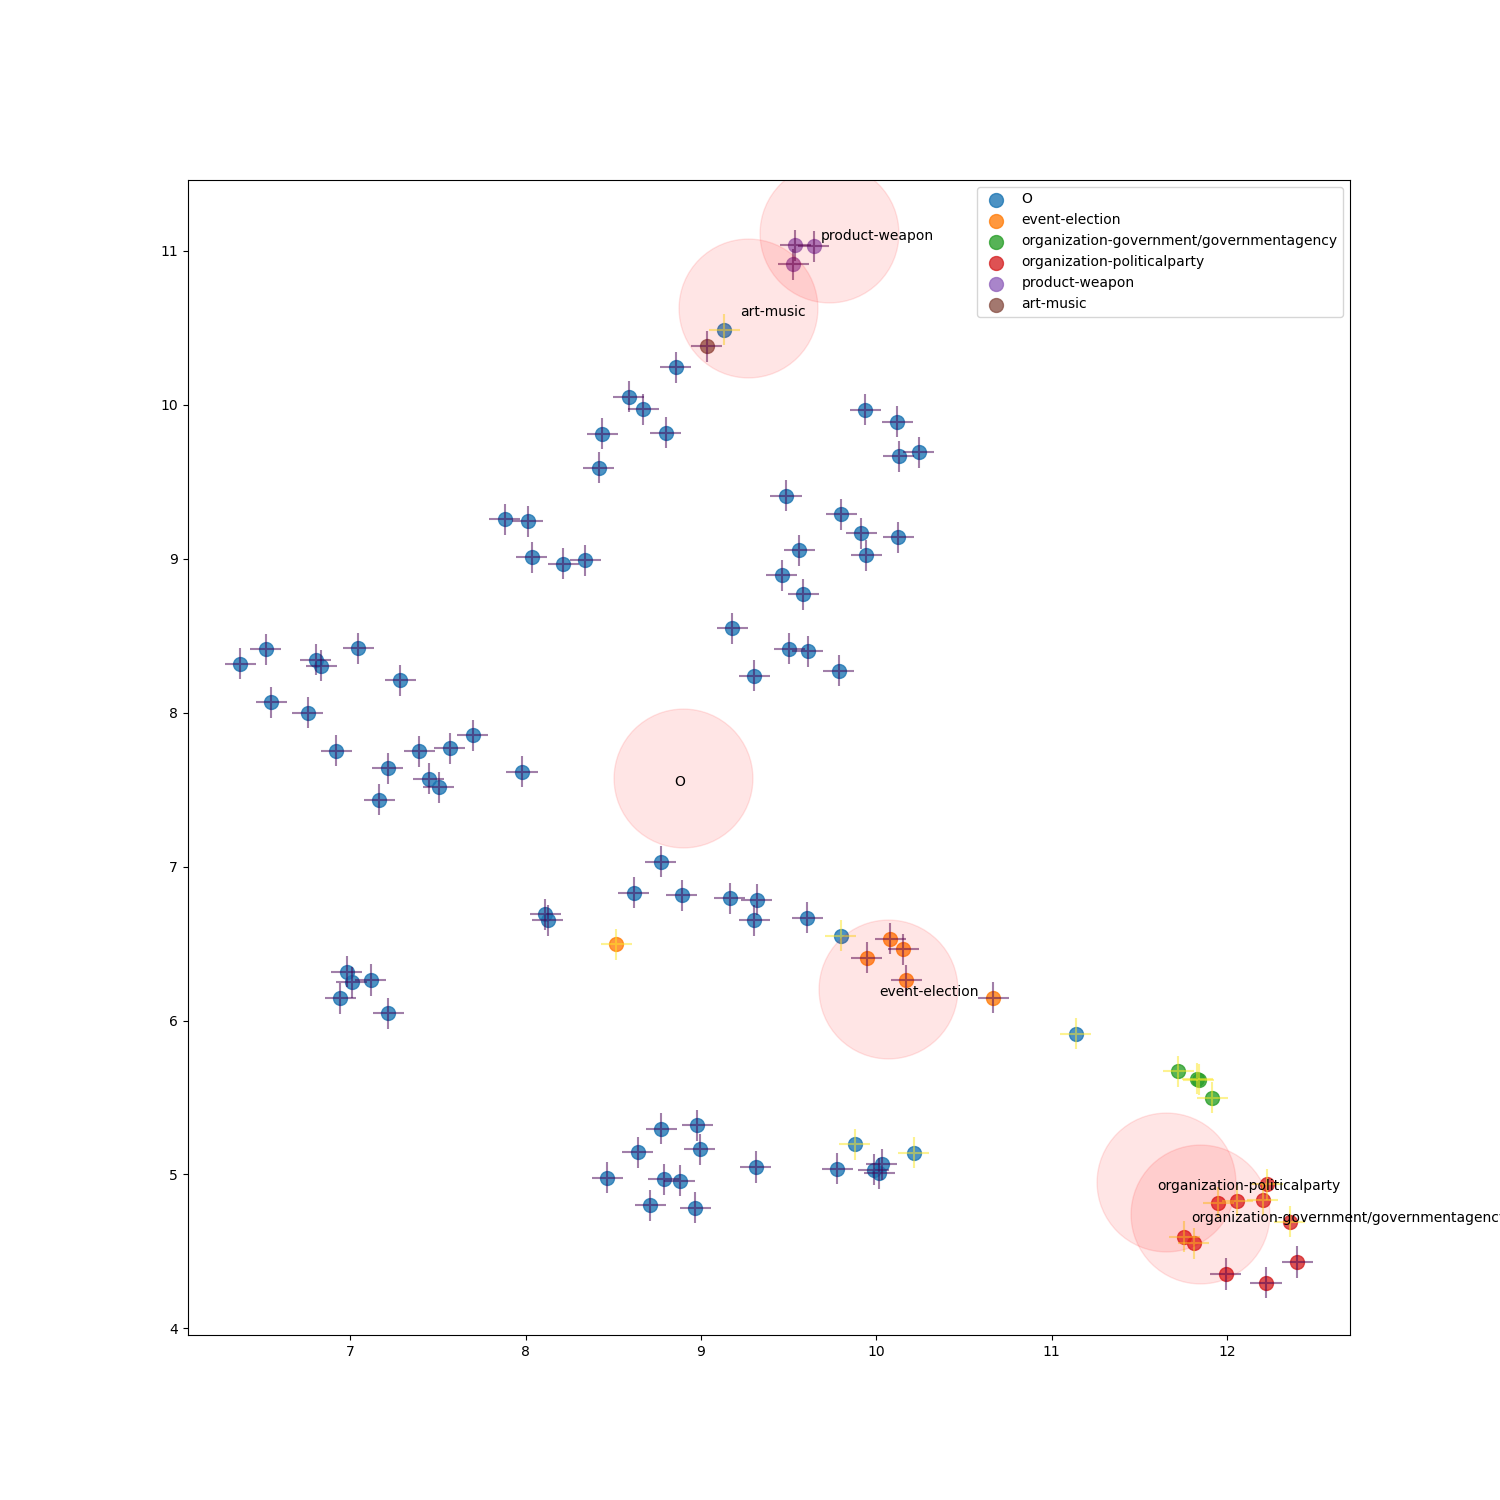 O
event-election
organization-government/governmentagency
organization-politicalparty
product-weapon
art-music
product-weapon
art-music
O
event-election
organization-politicalparty
organization-government/governmentagenc
11
10
9
8
7
6
5
4
7 8 9 10 11 12